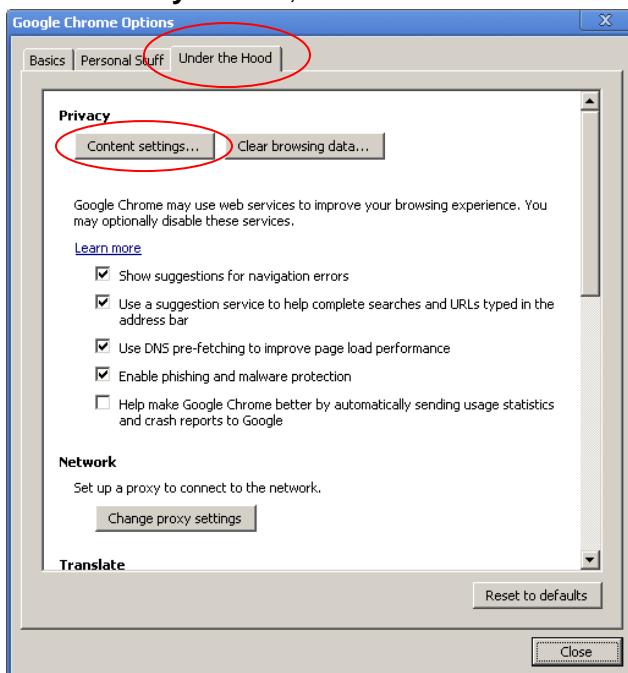 Google Chrome Options
Basics Personal Stuff Under the Hood
Privacy
Content settings... Clear browsing data...
Google Chrome may use web services to improve your browsing experience. You
may optionally disable these services.
Learn more
Show suggestions for navigation errors
Use a suggestion service to help complete searches and URLs typed in the
address bar
Use DNS pre-fetching to improve page load performance
Enable phishing and malware protection
Help make Google Chrome better by automatically sending usage statistics
and crash reports to Google
Network
Set up a proxy to connect to the network.
Change proxy settings
Translate
Reset to defaults
Close